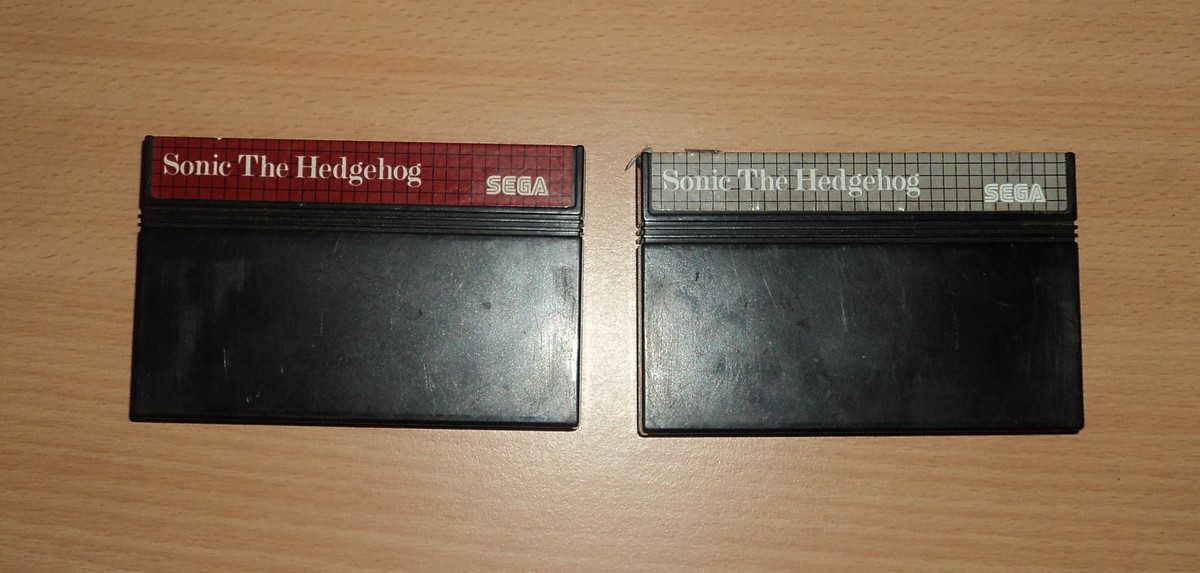 Sonic The Hedgehog
SEGA
Sonic The Hedgehog
SEGA